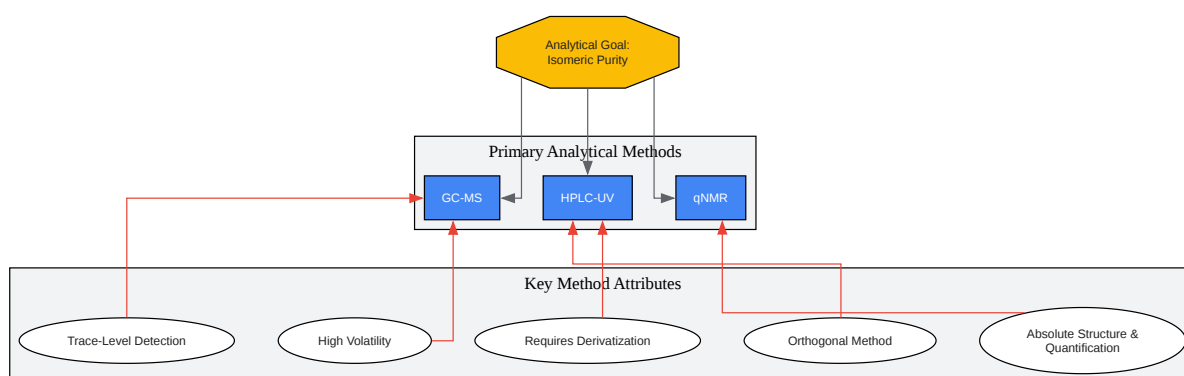 Analytical Goal:
Isomeric Purity
Primary Analytical Methods
GC-MS
HPLC-UV
qNMR
Key Method Attributes
Trace-Level Detection
High Volatility
Requires Derivatization
Orthogonal Method
Absolute Structure &
Quantification